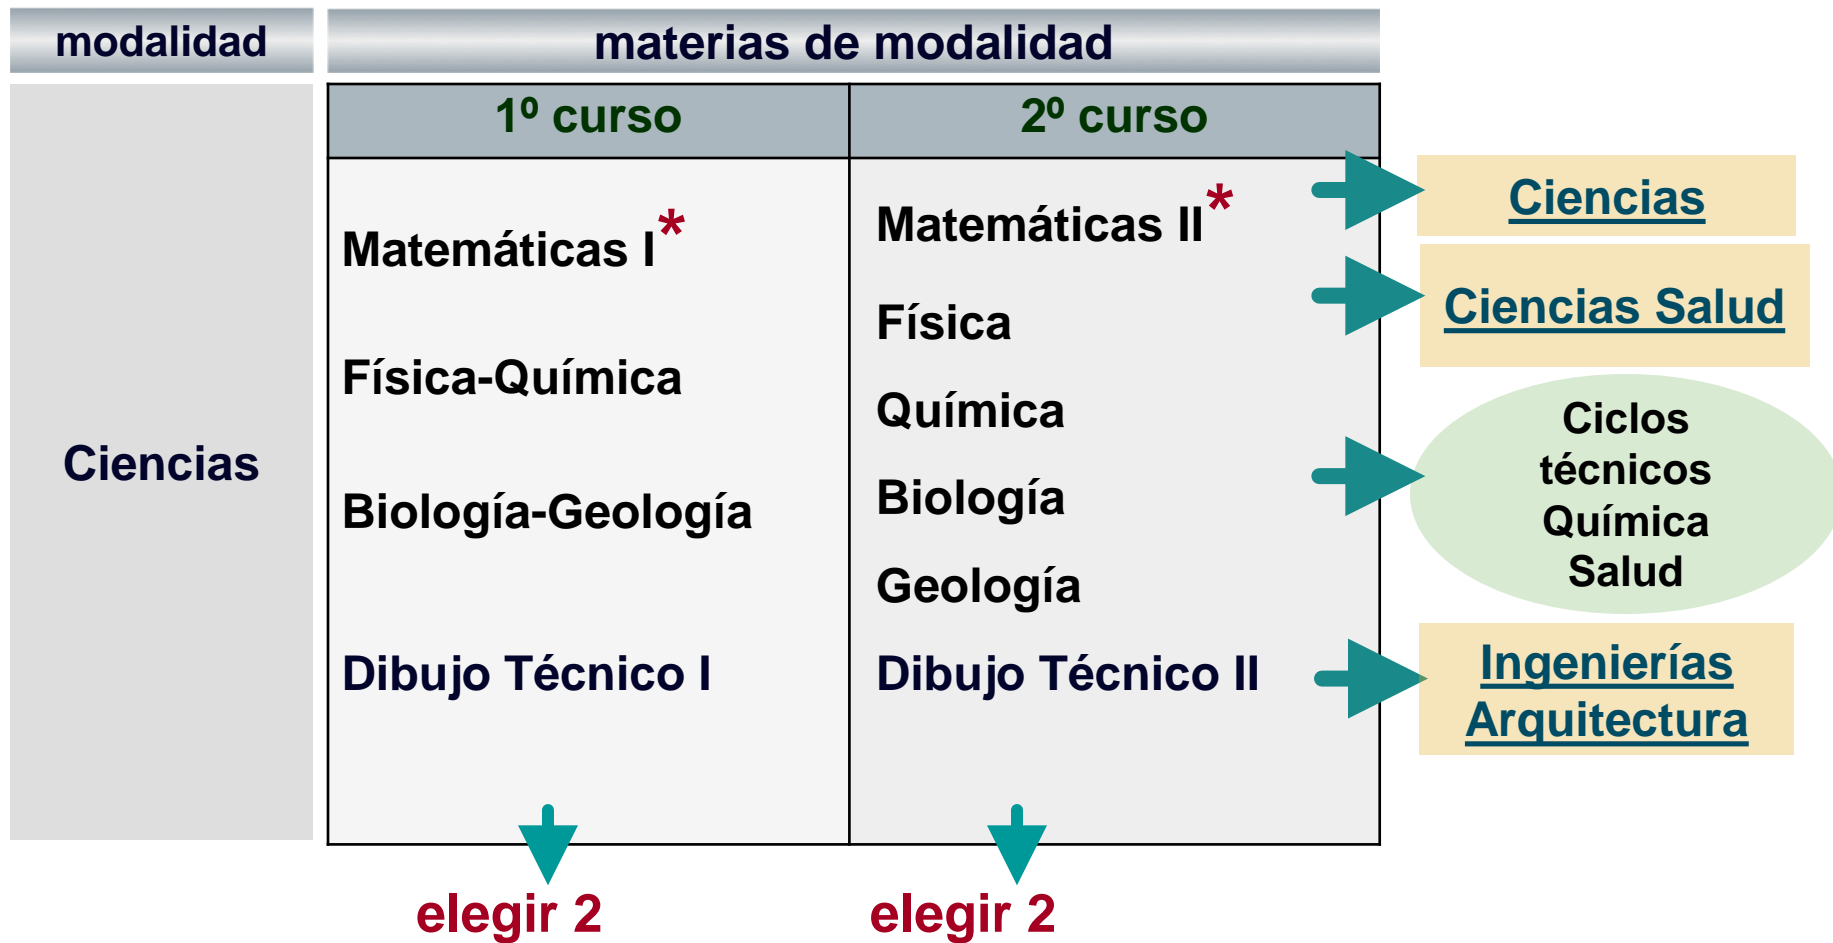 modalidad
materias de modalidad
1º curso
2º curso
Ciencias
Matemáticas I*
Física-Química
Biología-Geología
Dibujo Técnico I
Matemáticas II*
Física
Química
Biología
Geología
Dibujo Técnico II
Ciencias
Ciencias Salud
Ciclos
técnicos
Química
Salud
Ingenierías
Arquitectura
elegir 2
elegir 2